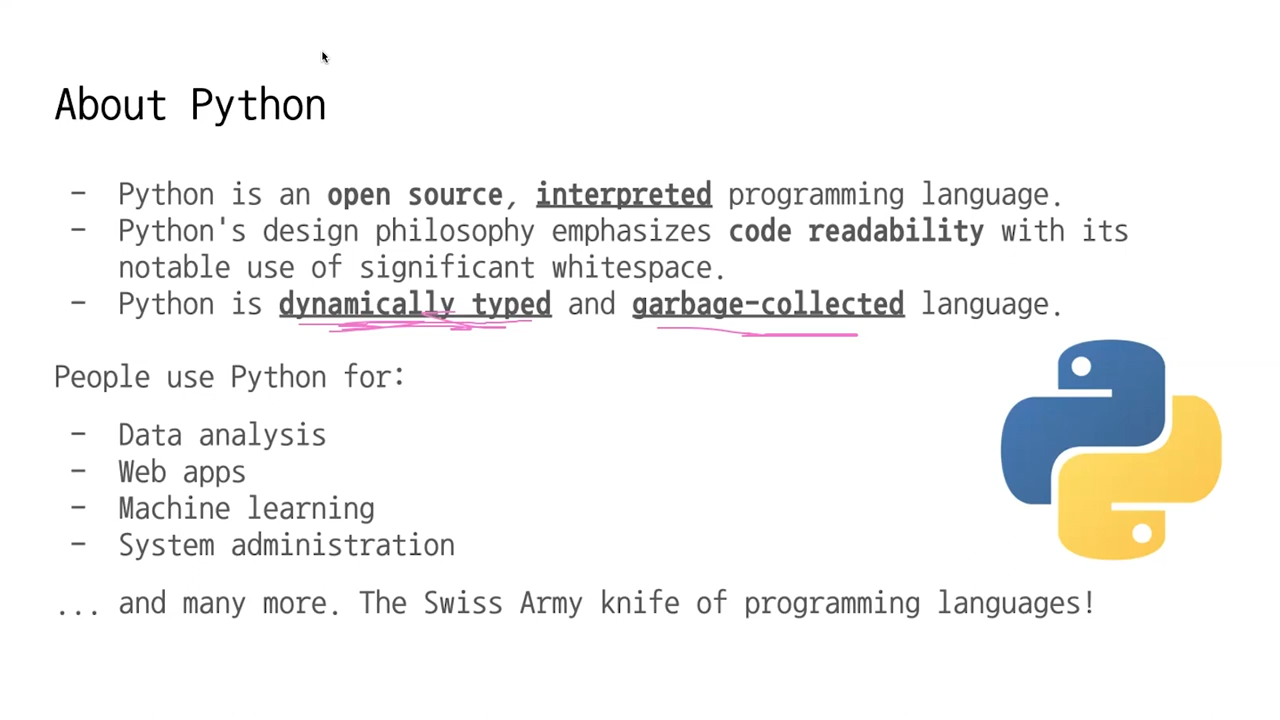 About Python
- Python is an open source, interpreted programming language.
- Python's design philosophy emphasizes code readability with its
notable use of significant whitespace.
- Python is dynamically typed and garbage-collected language.
People use Python for:
- Data analysis
- Web apps
- Machine learning
- System administration
... and many more. The Swiss Army knife of programming languages!